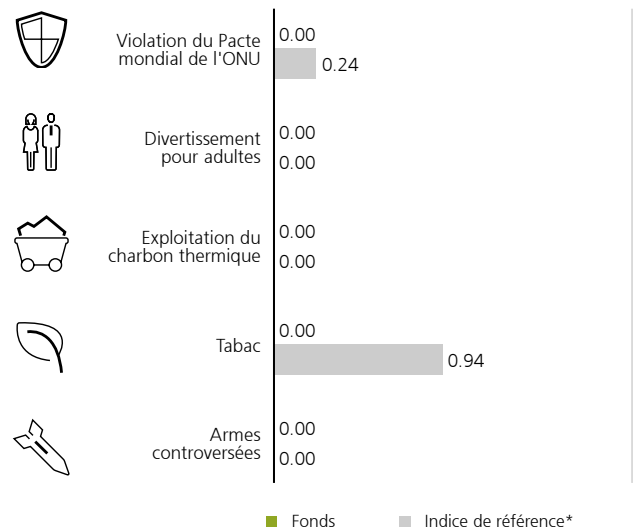 Violation du Pacte
mondial de l'ONU
0.00
0.24
Divertissement
pour adultes
0.00
0.00
Exploitation du
charbon thermique
0.00
0.00
Tabac
0.00
0.94
Armes
controversées
0.00
0.00
Fonds
Indice de référence*